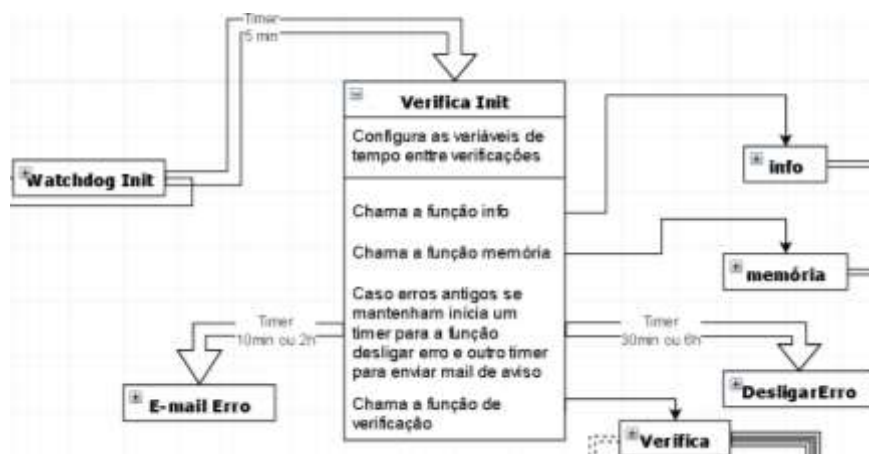 Timer
5 min
Verifica Init
Configura as variáveis de
tempo enttre verificações
Watchdog Init
info
Chama a função info
Chama a função memória
memória
Caso erros antigos se
mantenham inicia um
timer para a função
desligar erro e outro timer
para enviar mail de aviso
Timer
10min ou 2h
Timer
30min ou 6h
E-mail Erro
DesligarErro
Chama a função de
verificação
Verifica